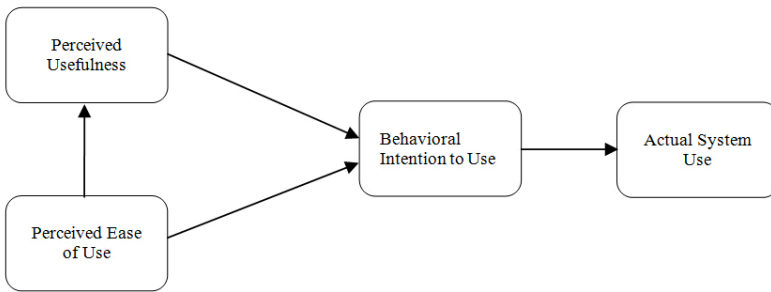 Perceived
Usefulness
Behavioral
Intention to Use
Actual System
Use
Perceived Ease
of Use